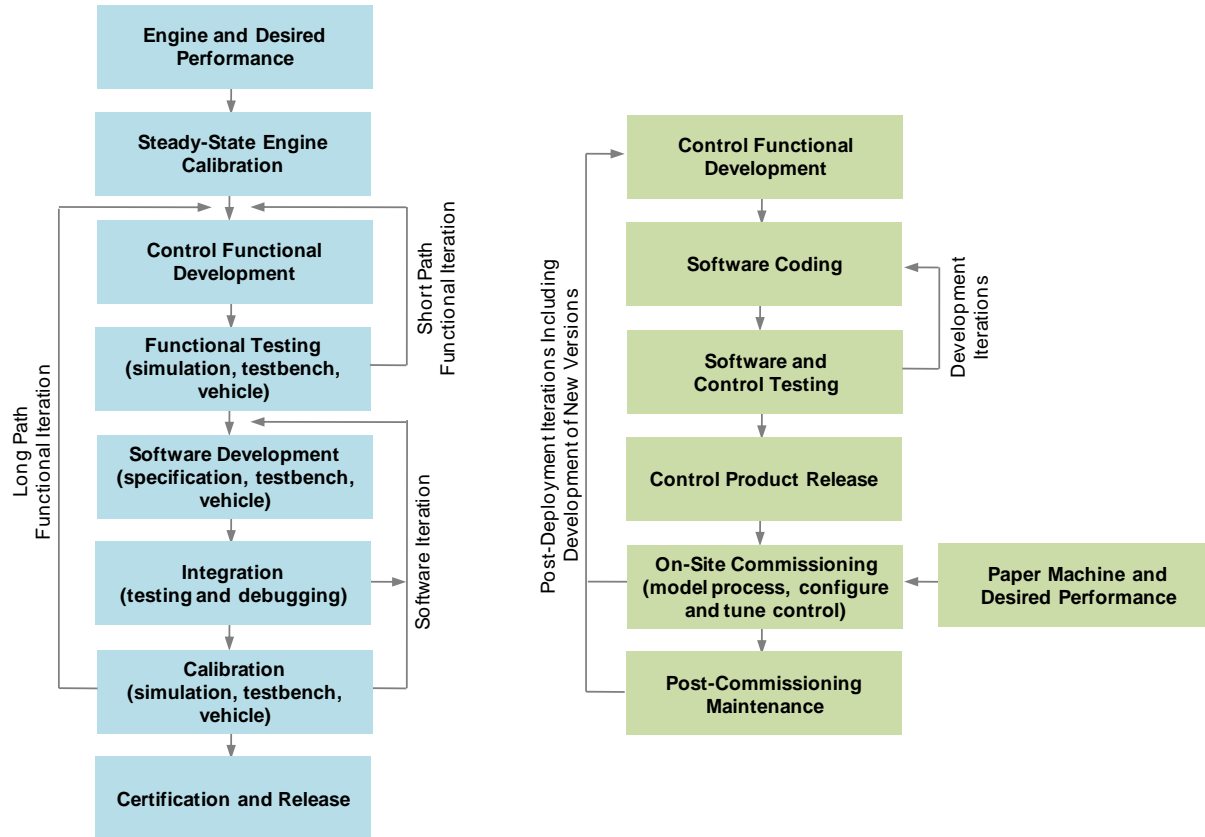 Engine and Desired
Performance
Steady-State Engine
Calibration
Control Functional
Development
Functional Testing
(simulation, testbench,
vehicle)
Software Development
(specification, testbench,
vehicle)
Integration
(testing and debugging)
Calibration
(simulation, testbench,
vehicle)
Certification and Release
Long Path
Functional Iteration
Short Path
Functional Iteration
Software Iteration
Control Functional
Development
Software Coding
Software and
Control Testing
Control Product Release
On-Site Commissioning
(model process, configure
and tune control)
Post-Commissioning
Maintenance
Paper Machine and
Desired Performance
Post-Deployment Iterations Including
Development of New Versions
Development
Iterations